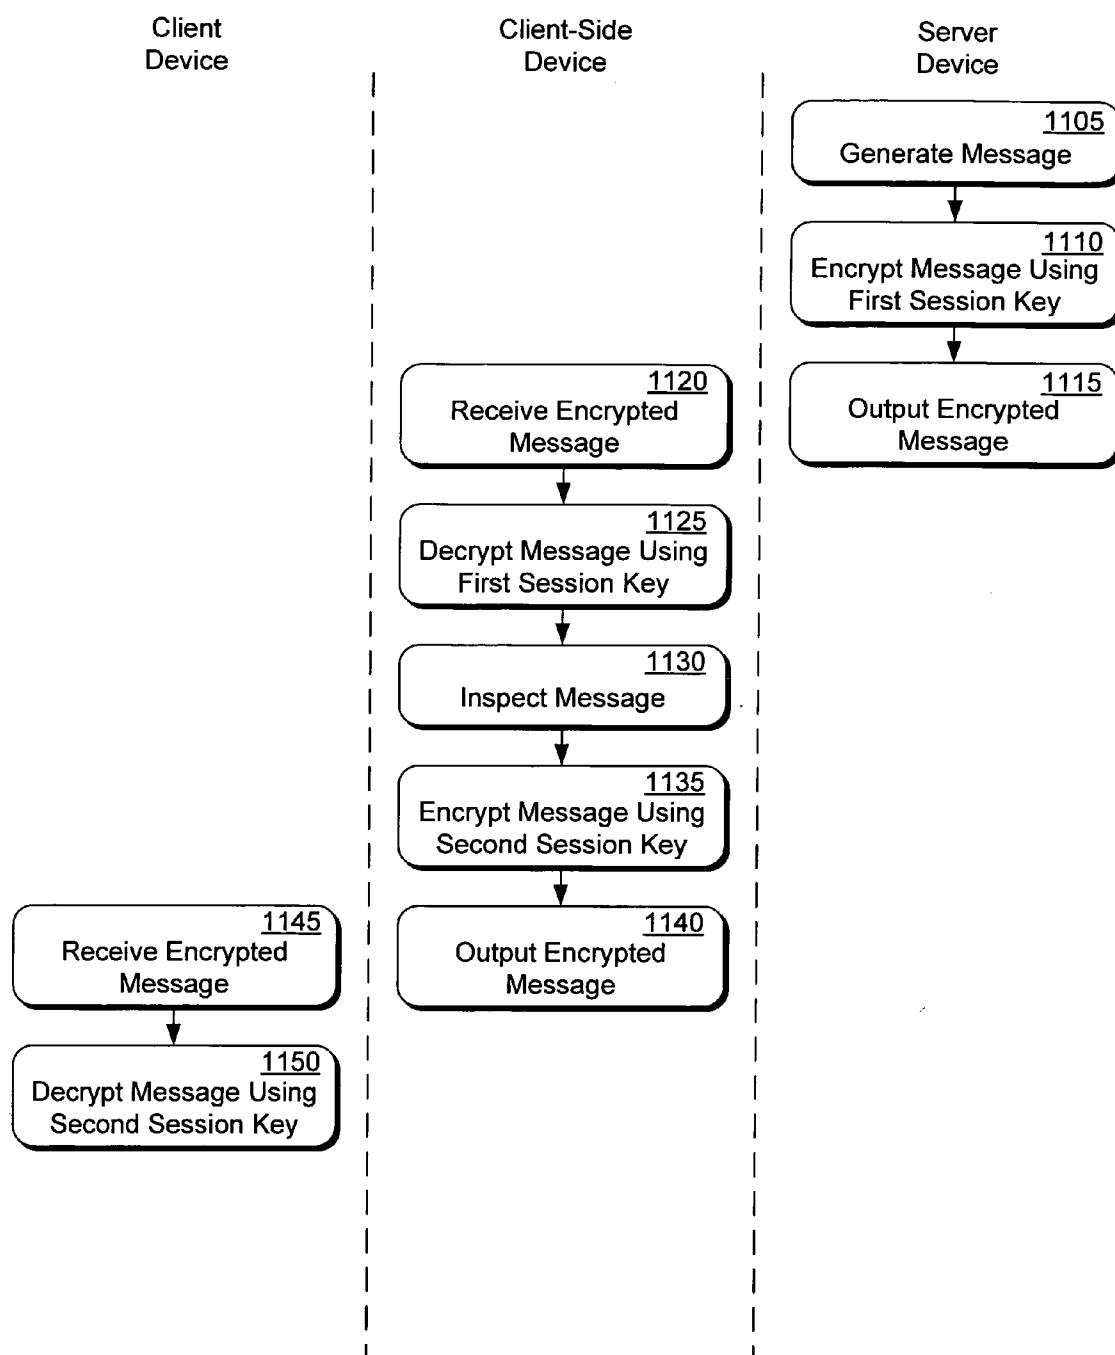 Client
Device
Client-Side
Device
Server
Device
1105
Generate Message
1110
Encrypt Message Using
First Session Key
1115
Output Encrypted
Message
1120
Receive Encrypted
Message
1125
Decrypt Message Using
First Session Key
1130
Inspect Message
1135
Encrypt Message Using
Second Session Key
1140
Output Encrypted
Message
1145
Receive Encrypted
Message
1150
Decrypt Message Using
Second Session Key